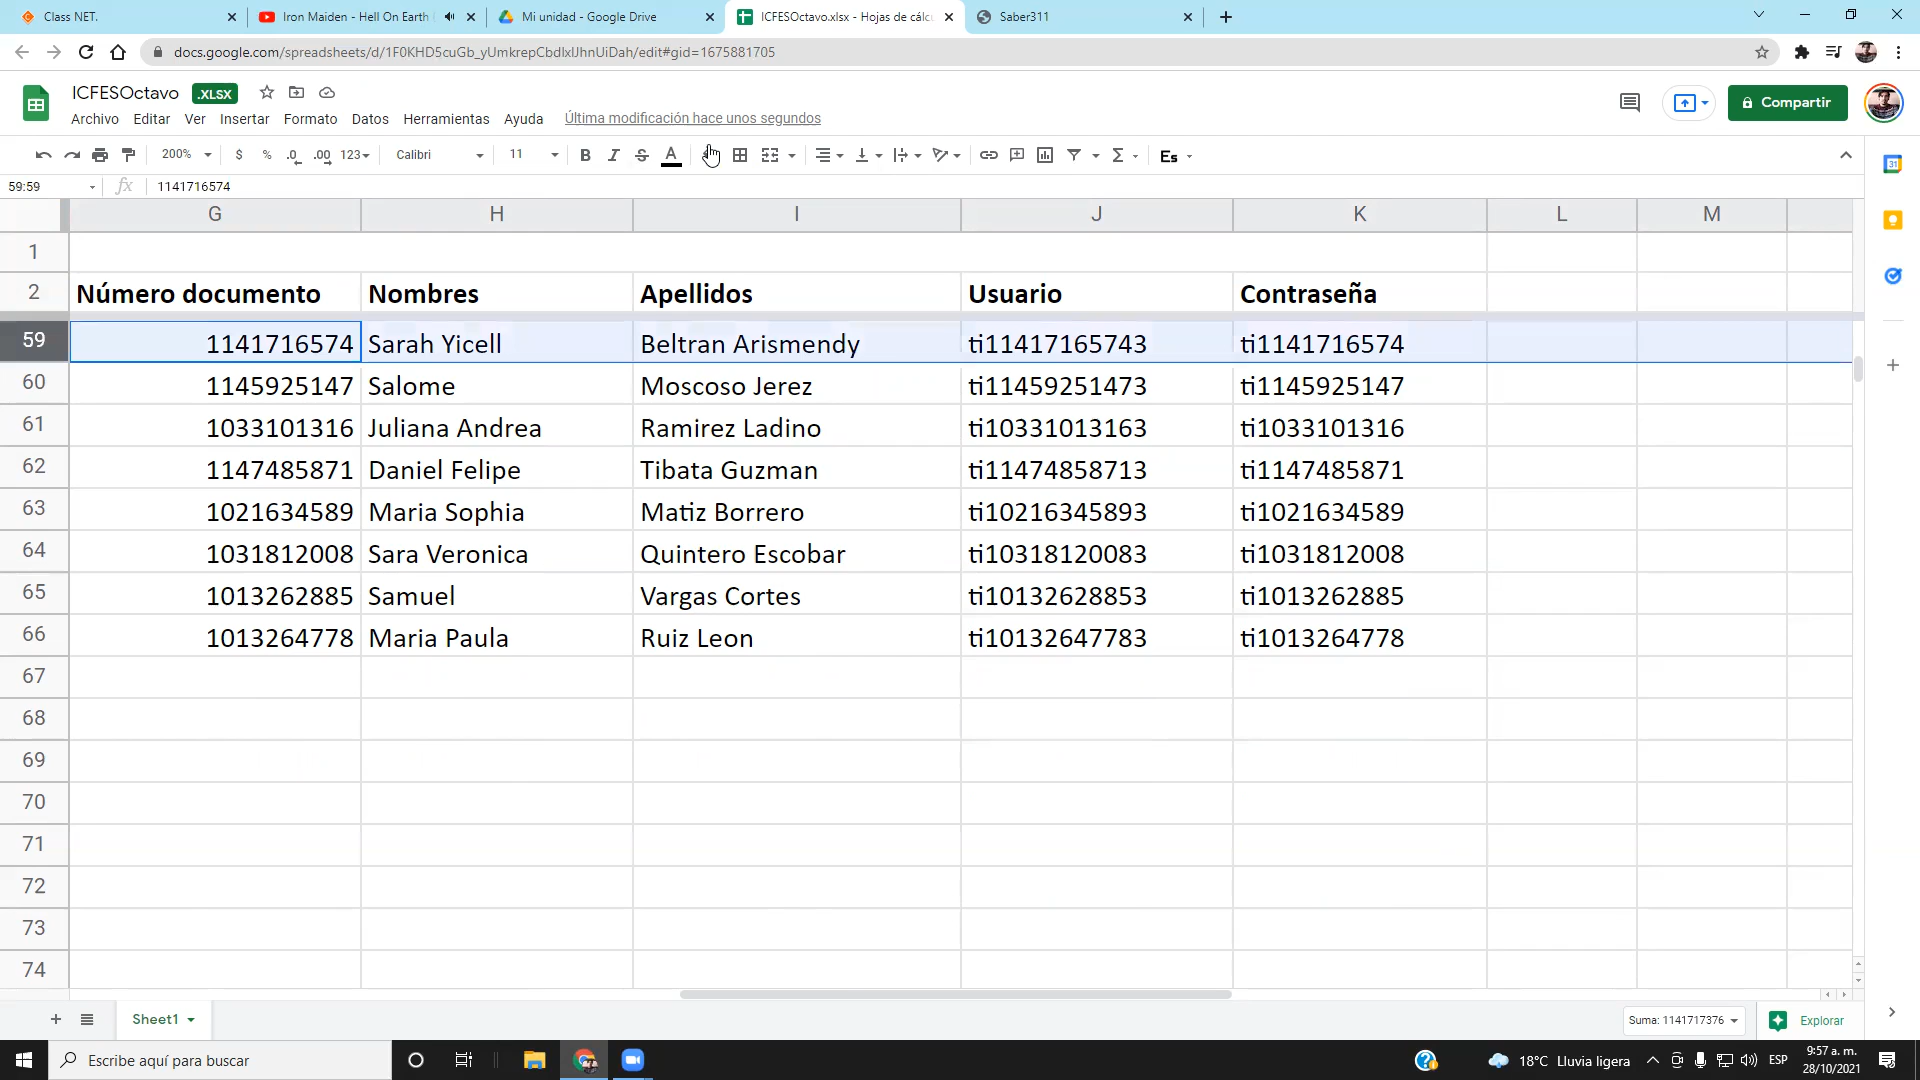 Class NET.
Iron Maiden - Hell On Earth
Mi unidad - Google Drive
ICFESOctavo.xlsx - Hojas de cálcu
Saber311
docs.google.com/spreadsheets/d/1F0KHD5cuGb_yUmkrepCbdlxlJhnUiDah/edit#gid=1675881705
ICFESOctavo .XLSX
Compartir
Archivo Editar Ver Insertar Formato Datos Herramientas Ayuda Última modificación hace unos segundos
200% $ % .0 .00 123 Calibri 11 B I S A Σ Es
59:59 fx 1141716574
G H I J K L M
1
2 Número documento Nombres Apellidos Usuario Contraseña
59 1141716574 Sarah Yicell Beltran Arismendy ti11417165743 ti1141716574
60 1145925147 Salome Moscoso Jerez ti11459251473 ti1145925147
61 1033101316 Juliana Andrea Ramirez Ladino ti10331013163 ti1033101316
62 1147485871 Daniel Felipe Tibata Guzman ti11474858713 ti1147485871
63 1021634589 Maria Sophia Matiz Borrero ti10216345893 ti1021634589
64 1031812008 Sara Veronica Quintero Escobar ti10318120083 ti1031812008
65 1013262885 Samuel Vargas Cortes ti10132628853 ti1013262885
66 1013264778 Maria Paula Ruiz Leon ti10132647783 ti1013264778
67
68
69
70
71
72
73
74
Sheet1 Suma: 1141717376 Explorar
Escribe aquí para buscar
18°C Lluvia ligera ESP
9:57 a. m.
28/10/2021